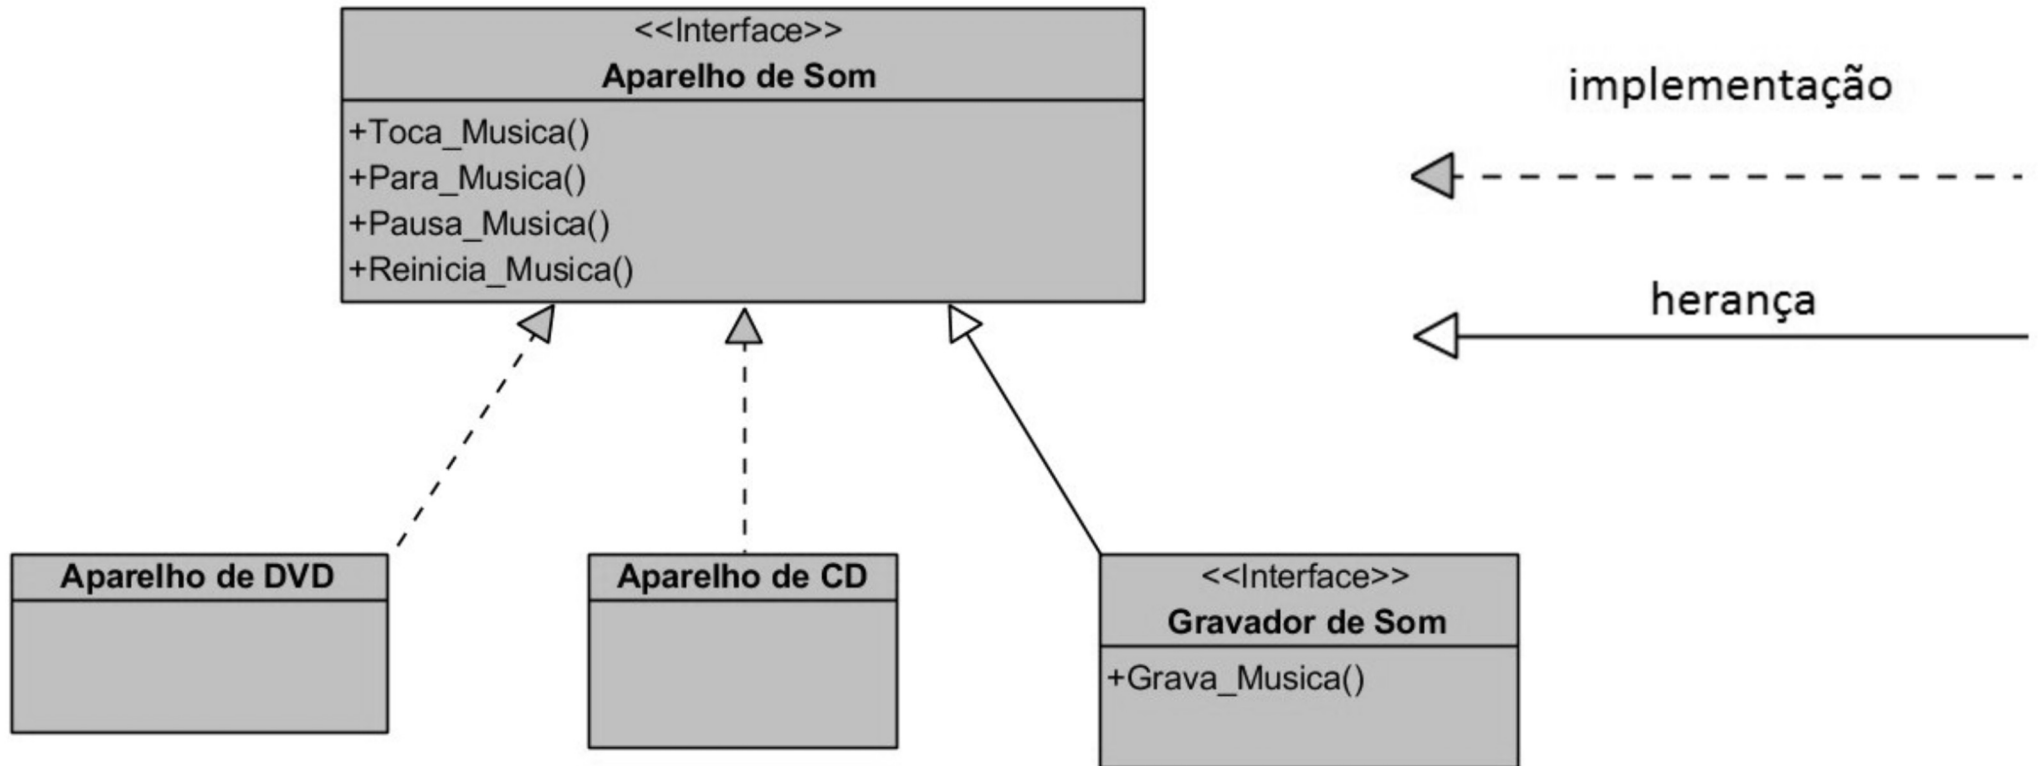 <<Interface>>
Aparelho de Som
+Toca_Musica()
+Para_Musica()
+Pausa_Musica()
+Reinicia_Musica()
implementação
herança
Aparelho de DVD
Aparelho de CD
<<Interface>>
Gravador de Som
+Grava_Musica()